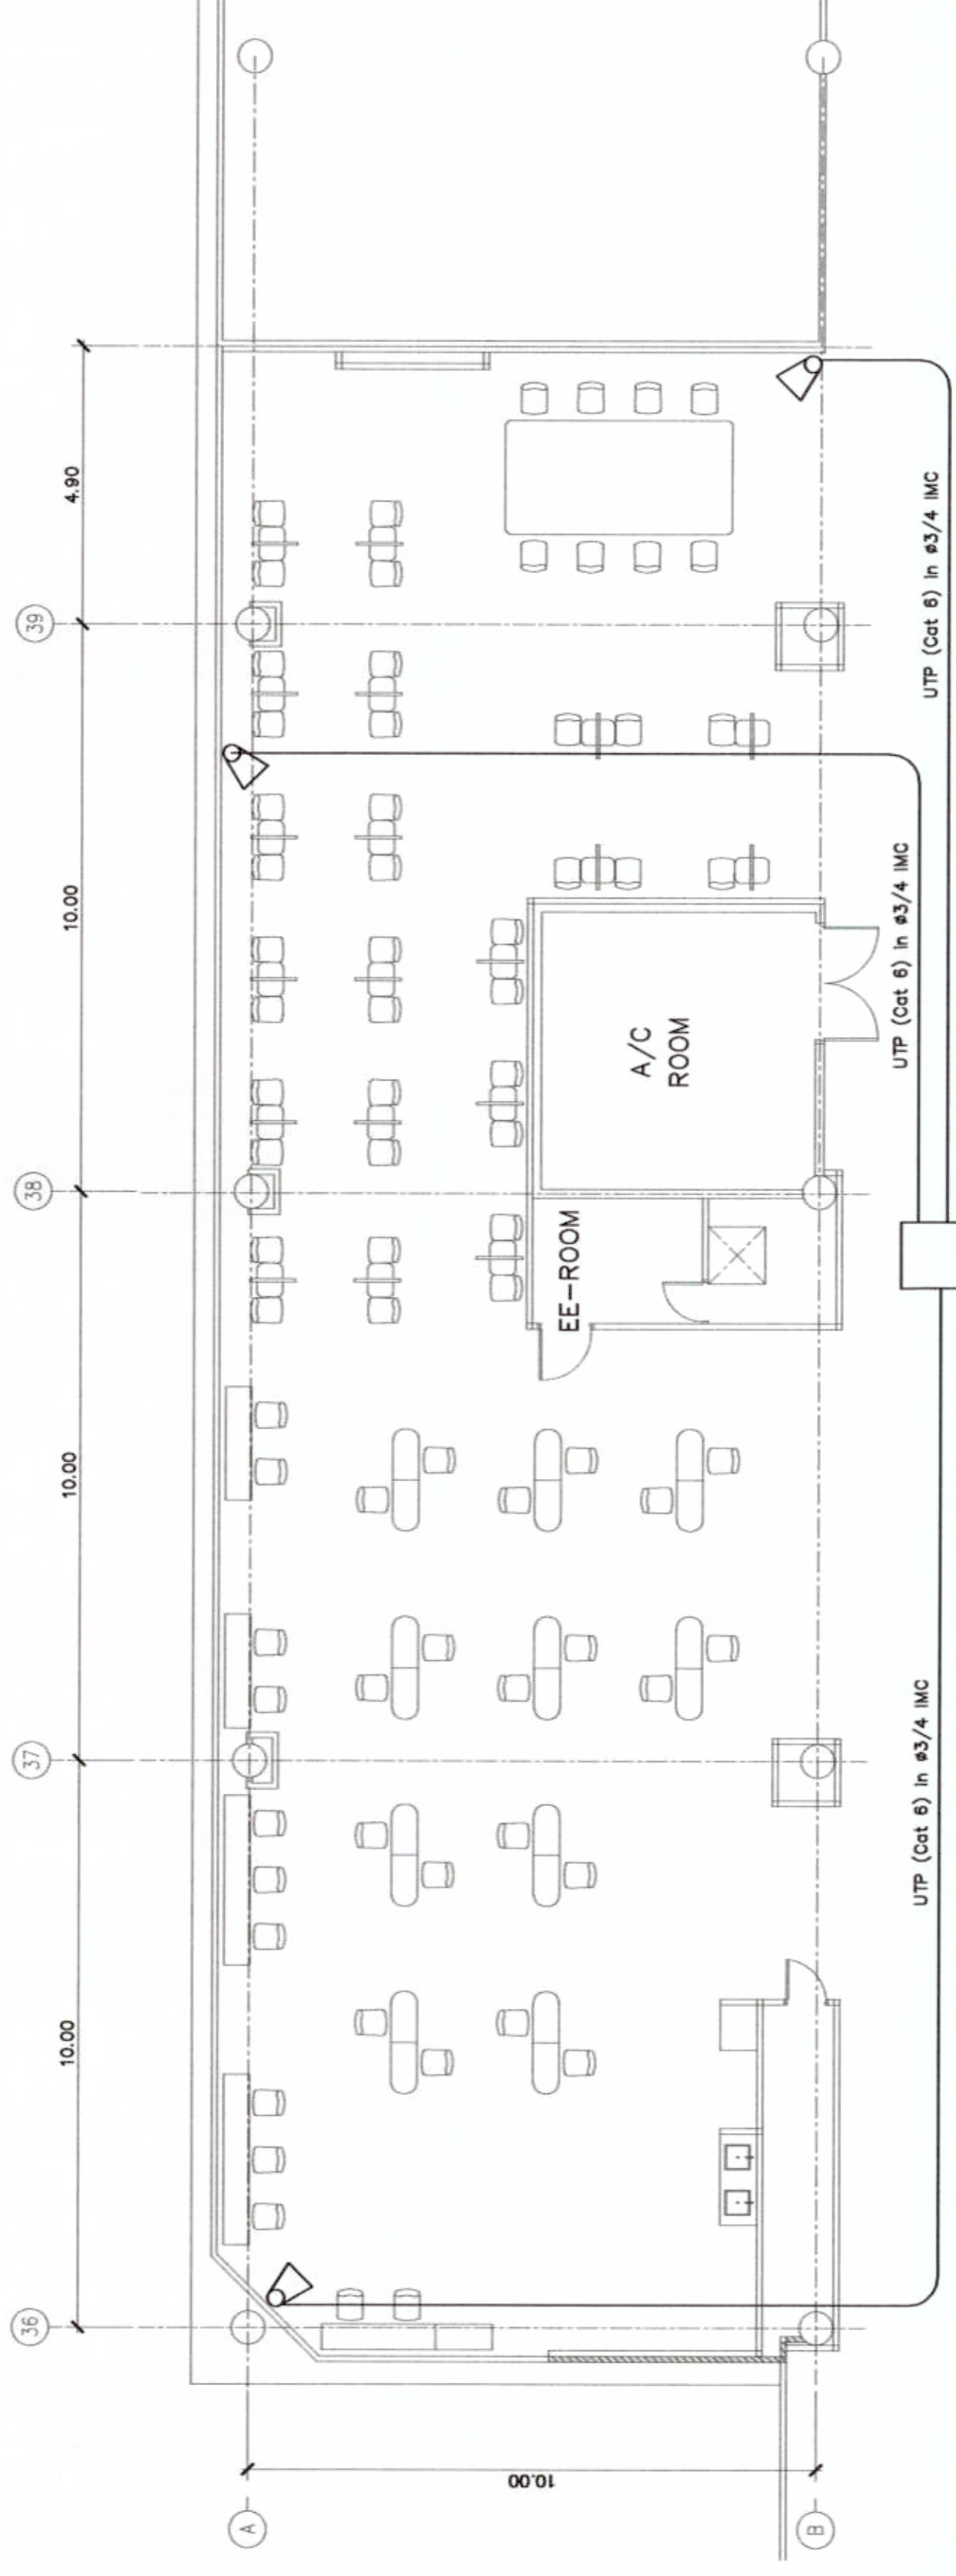 39
38
37
36
4.90
10.00
10.00
10.00
10.00
A
B
A/C
ROOM
EE-ROOM
UTP (Cat 6) in ø3/4 IMC
UTP (Cat 6) in ø3/4 IMC
UTP (Cat 6) in ø3/4 IMC